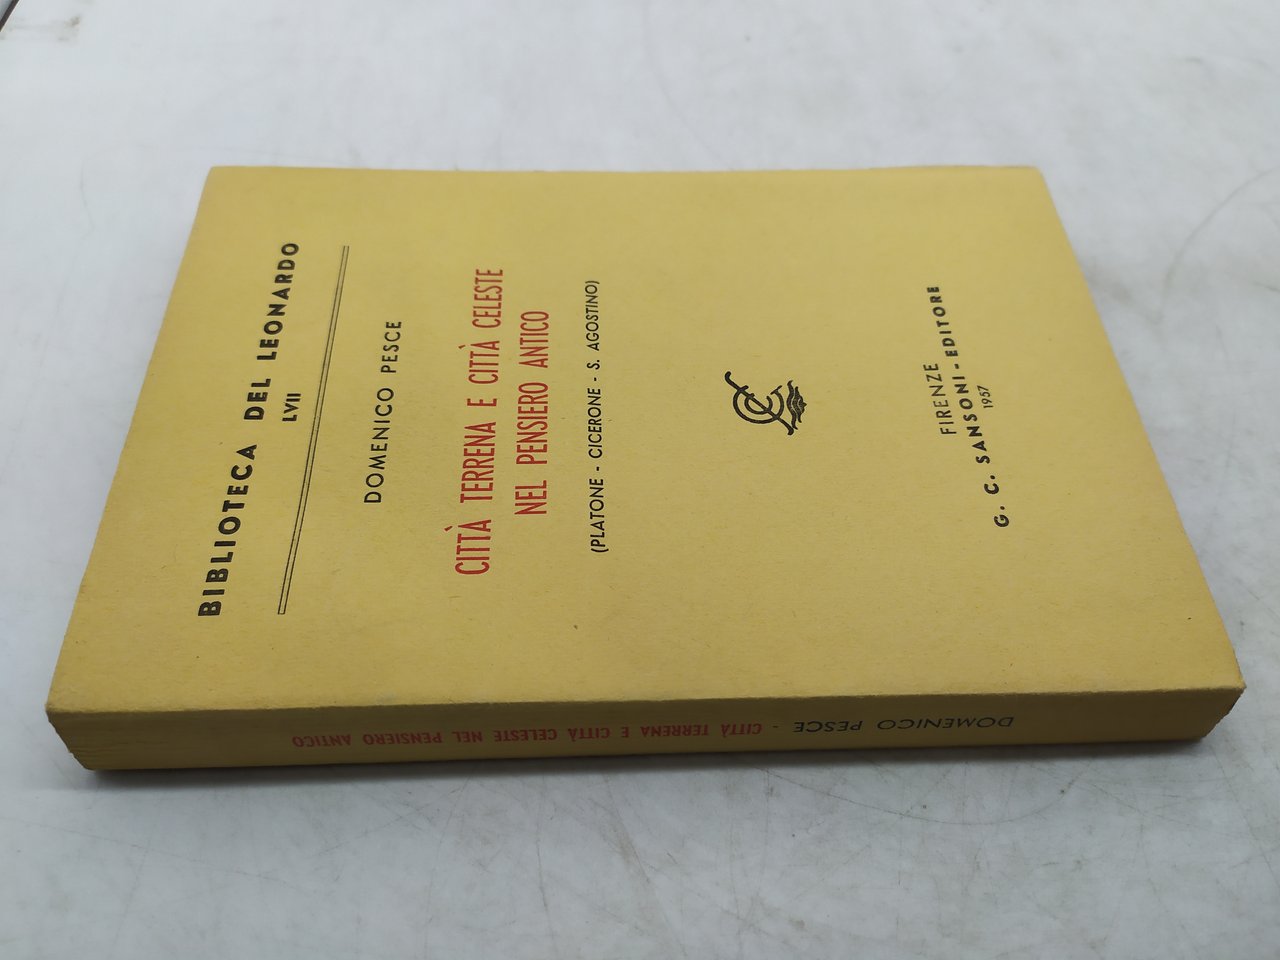 BIBLIOTECA DEL LEONARDO
LVII
DOMENICO PESCE
CITTÀ TERRENA E CITTÀ CELESTE
NEL PENSIERO ANTICO
(PLATONE - CICERONE - S. AGOSTINO)
FIRENZE
G. C. SANSONI - EDITORE
1957
DOMENICO PESCE - CITTÀ TERRENA E CITTÀ CELESTE NEL PENSIERO ANTICO